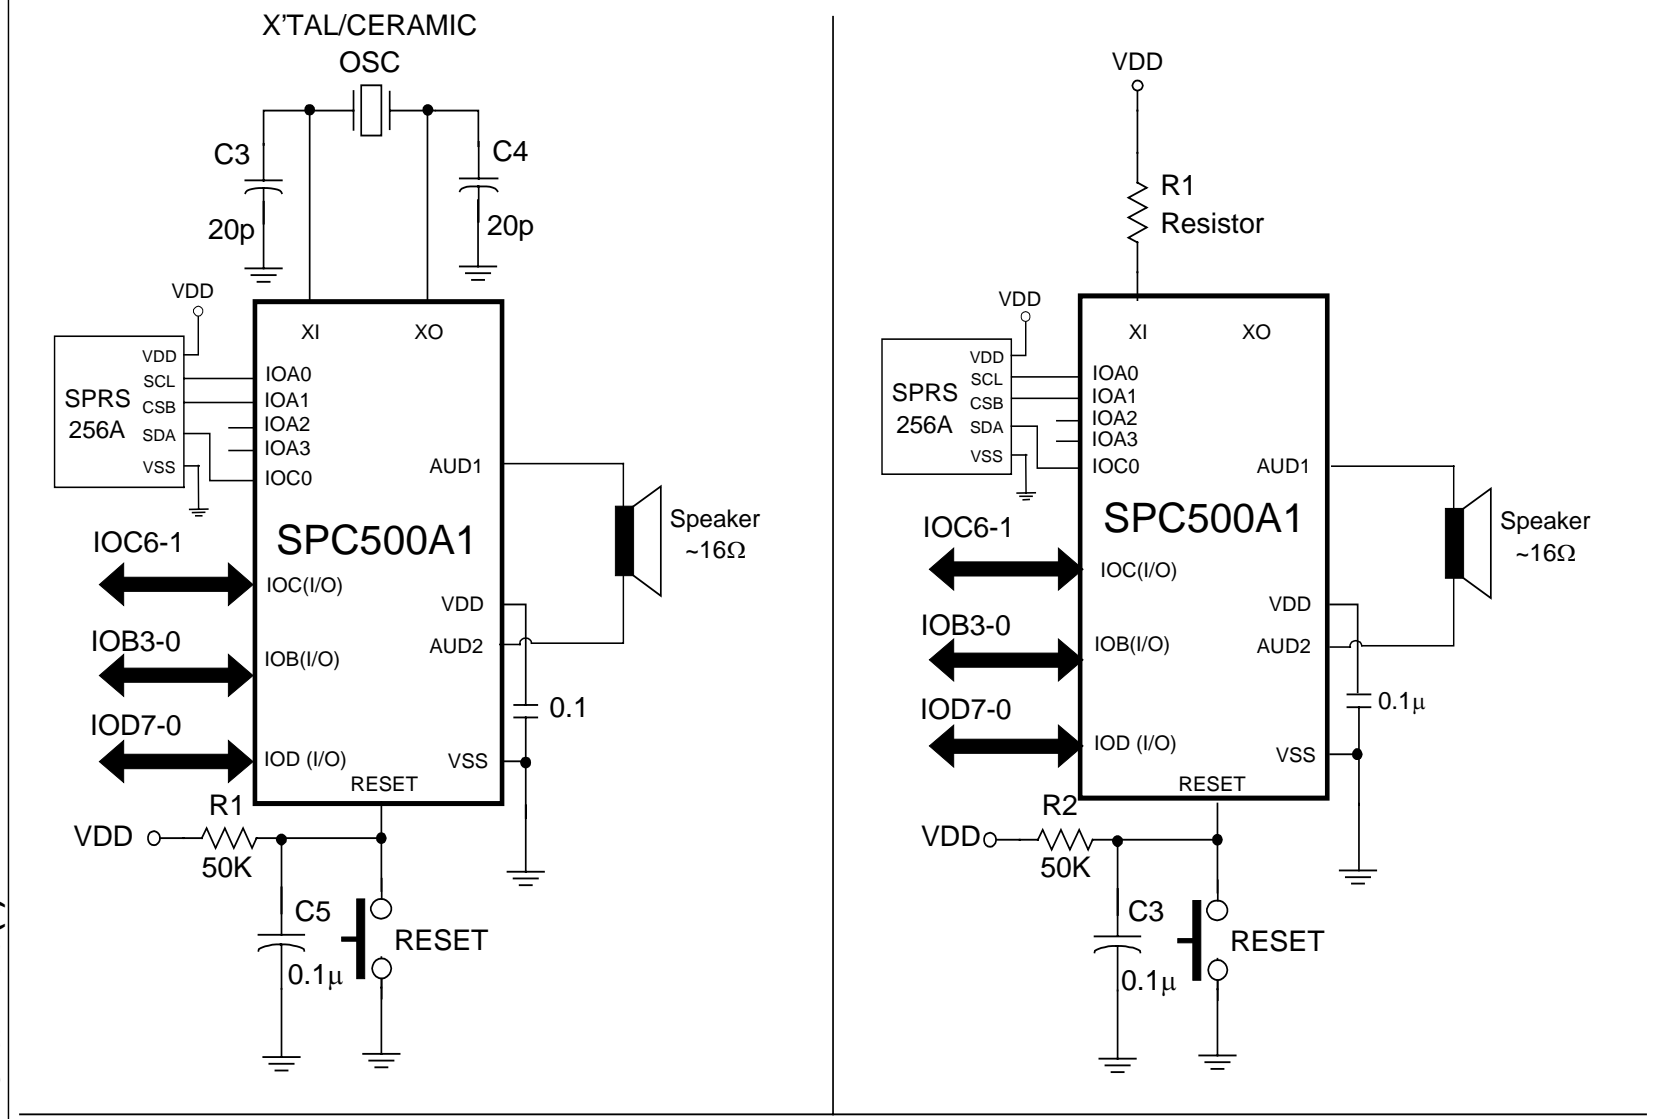 X'TAL/CERAMIC
OSC
C3
20p
C4
20p
VDD
SPRS
256A
VDD
SCL
CSB
SDA
VSS
XI
XO
IOA0
IOA1
IOA2
IOA3
IOC0
AUD1
SPC500A1
Speaker
~16Ω
IOC6-1
IOC(I/O)
IOB3-0
IOB(I/O)
IOD7-0
IOD (I/O)
VDD
AUD2
0.1
VSS
RESET
R1
VDD
50K
C5
0.1µ
RESET
VDD
R1
Resistor
VDD
SPRS
256A
VDD
SCL
CSB
SDA
VSS
XI
XO
IOA0
IOA1
IOA2
IOA3
IOC0
AUD1
SPC500A1
Speaker
~16Ω
IOC6-1
IOC(I/O)
IOB3-0
IOB(I/O)
IOD7-0
IOD (I/O)
VDD
AUD2
0.1µ
VSS
RESET
R2
VDD
50K
C3
0.1µ
RESET